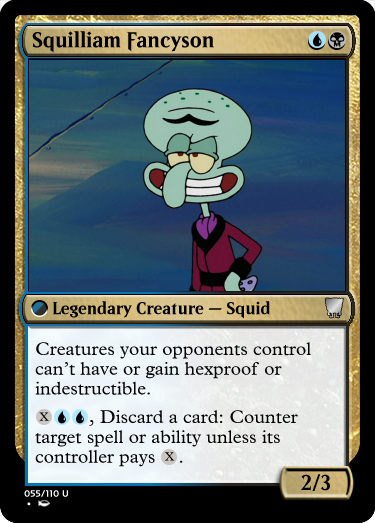 Squilliam Fancyson
Legendary Creature — Squid
Creatures your opponents control
can't have or gain hexproof or
indestructible.
X, Discard a card: Counter
target spell or ability unless its
controller pays X.
2/3
055/110 U